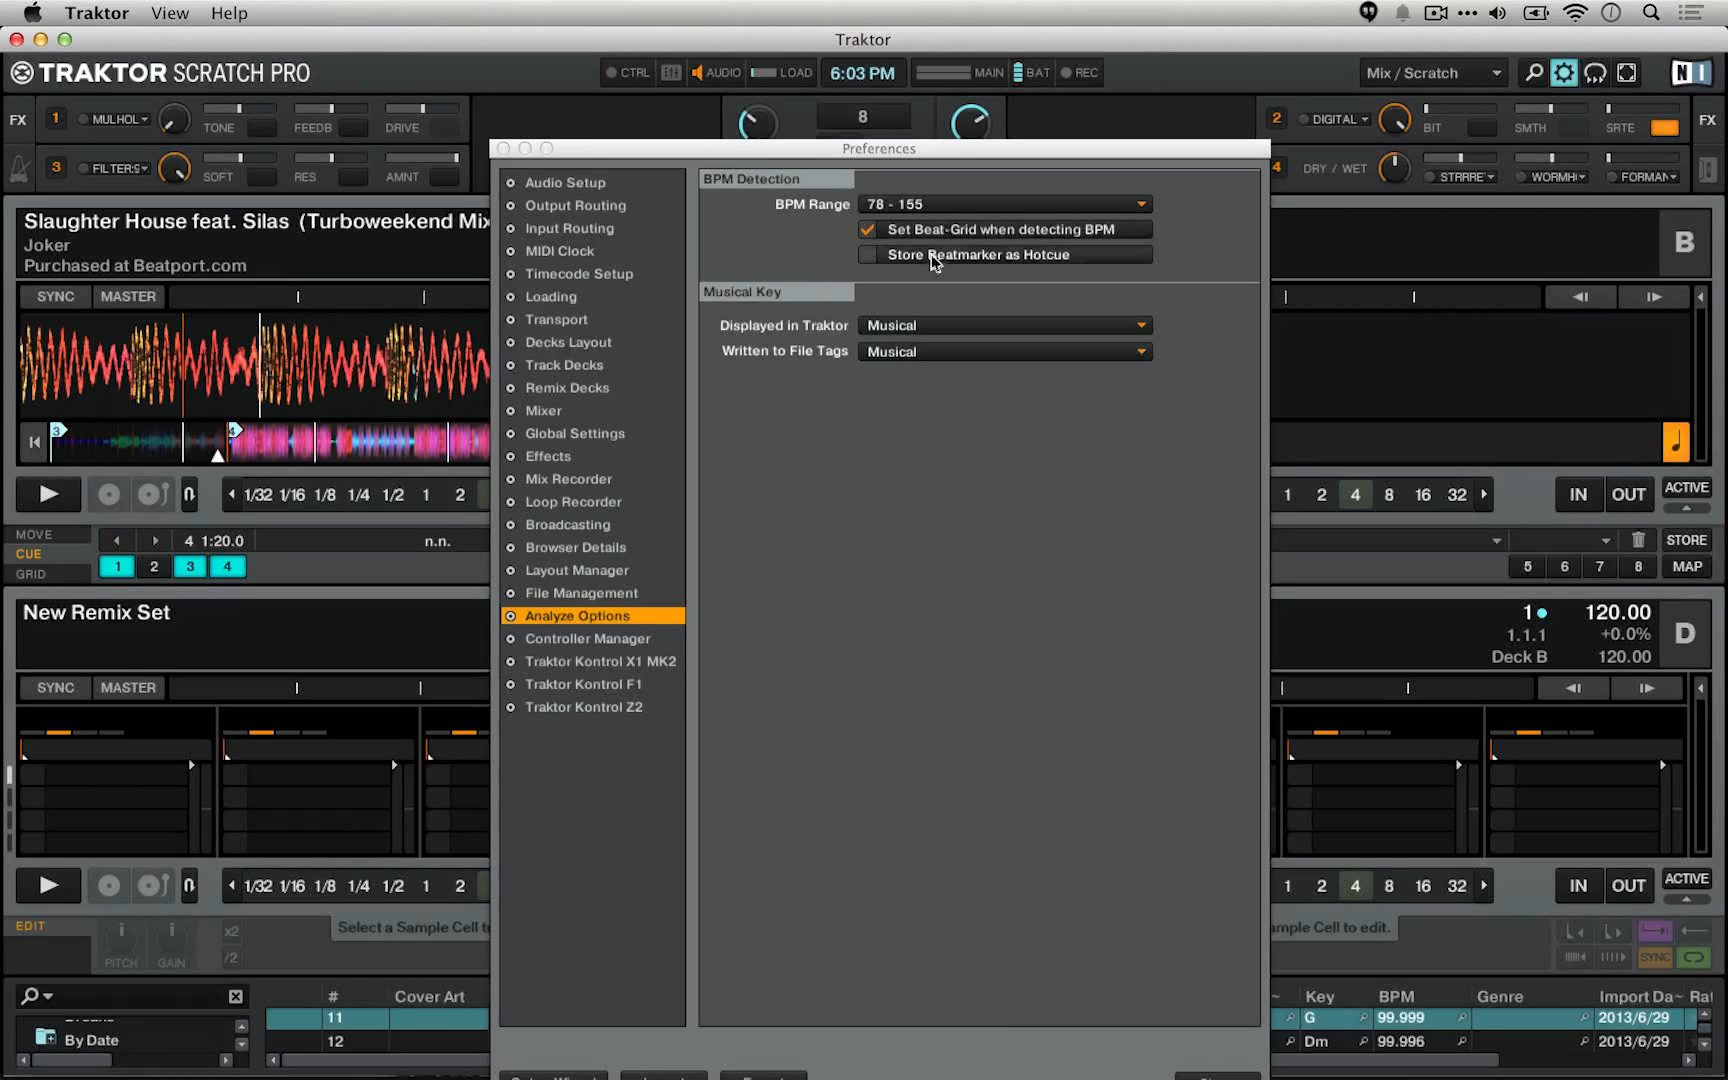 Traktor View Help
Traktor
TRAKTOR SCRATCH PRO
CTRL AUDIO LOAD 6:03 PM MAIN BAT REC
Mix / Scratch
FX 1 MULHOL TONE FEEDB DRIVE
8
2 DIGITAL BIT SMTH SRTE FX
3 FILTER:9 SOFT RES AMNT
4 DRY / WET STRRRE WORMH FORMAN
Preferences
Audio Setup
Output Routing
Input Routing
MIDI Clock
Timecode Setup
Loading
Transport
Decks Layout
Track Decks
Remix Decks
Mixer
Global Settings
Effects
Mix Recorder
Loop Recorder
Broadcasting
Browser Details
Layout Manager
File Management
Analyze Options
Controller Manager
Traktor Kontrol X1 MK2
Traktor Kontrol F1
Traktor Kontrol Z2
BPM Detection
BPM Range 78 - 155
Set Beat-Grid when detecting BPM
Store Beatmarker as Hotcue
Musical Key
Displayed in Traktor Musical
Written to File Tags Musical
Slaughter House feat. Silas (Turboweekend Mix
Joker
Purchased at Beatport.com
B
SYNC MASTER
3 4
1/32 1/16 1/8 1/4 1/2 1 2
1 2 4 8 16 32 IN OUT ACTIVE
MOVE
CUE
GRID
4 1:20.0 n.n.
1 2 3 4
STORE
5 6 7 8 MAP
New Remix Set
1 120.00
1.1.1 +0.0%
Deck B 120.00
D
SYNC MASTER
1/32 1/16 1/8 1/4 1/2 1 2
1 2 4 8 16 32 IN OUT ACTIVE
EDIT
PITCH GAIN
x2
/2
Select a Sample Cell t
mple Cell to edit.
SYNC
# Cover Art
Key BPM Genre Import Da~ Rat
11
G 99.999 2013/6/29
By Date
12
Dm 99.996 2013/6/29